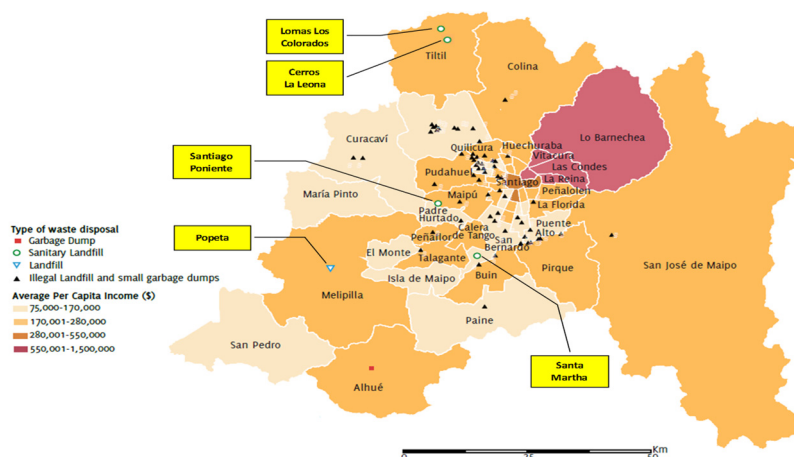 Lomas Los
Colorados
Cerros
La Leona
Tiltil
Colina
Lo Barnechea
Curacaví
Quilicura
Huechuraba
Vitacura
Las Condes
Santiago
Poniente
Pudahuel
Santiago
La Reina
Peñaloleń
María Pinto
Maipú
La Florida
Padre
Hurtado
Calera
de Tango
Puente
Alto
San
Bernardo
Peñaflor
Type of waste disposal
Garbage Dump
Sanitary Landfill
Landfill
Illegal Landfill and small garbage dumps
Popeta
El Monte
Talagante
Pirque
San José de Maipo
Buin
Isla de Maipo
Melipilla
Average Per Capita Income ($)
75,000-170,000
170,001-280,000
280,001-550,000
550,001-1,500,000
Paine
San Pedro
Santa
Martha
Alhué
Km
0
25
50